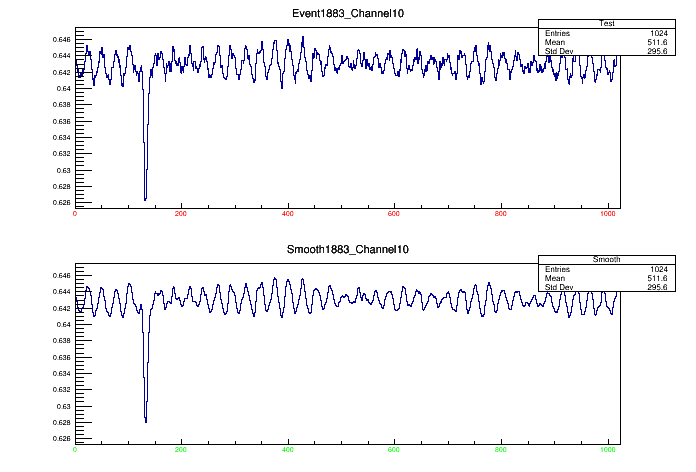 Event1883_Channel10
Test
Entries 1024
Mean 511.6
Std Dev 295.6
0.646
0.644
0.642
0.64
0.638
0.636
0.634
0.632
0.63
0.628
0.626
0 200 400 600 800 1000
Smooth1883_Channel10
Smooth
Entries 1024
Mean 511.6
Std Dev 295.6
0.646
0.644
0.642
0.64
0.638
0.636
0.634
0.632
0.63
0.628
0.626
0 200 400 600 800 1000